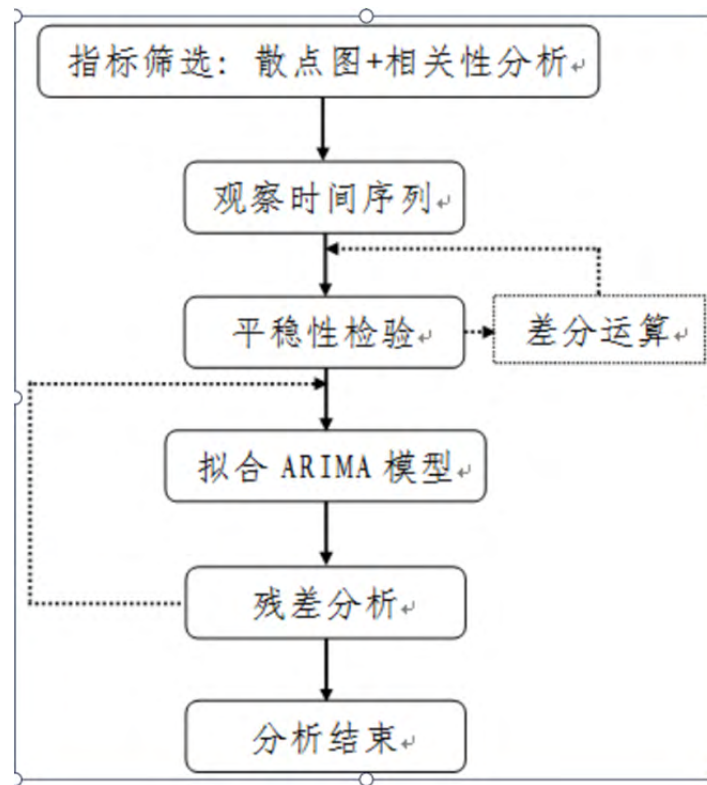 指标筛选：散点图+相关性分析
观察时间序列
平稳性检验
差分运算
拟合 ARIMA 模型
残差分析
分析结束